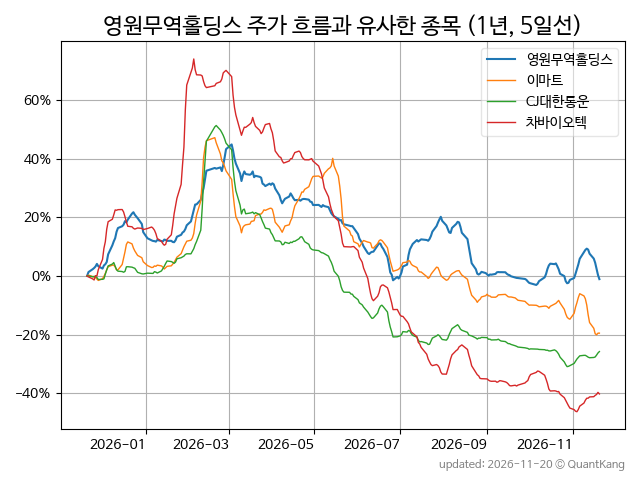 영원무역홀딩스 주가 흐름과 유사한 종목 (1년, 5일선)
영원무역홀딩스
이마트
CJ대한통운
차바이오텍
60%
40%
20%
0%
−20%
−40%
2026-01
2026-03
2026-05
2026-07
2026-09
2026-11
updated: 2026-11-20 © QuantKang